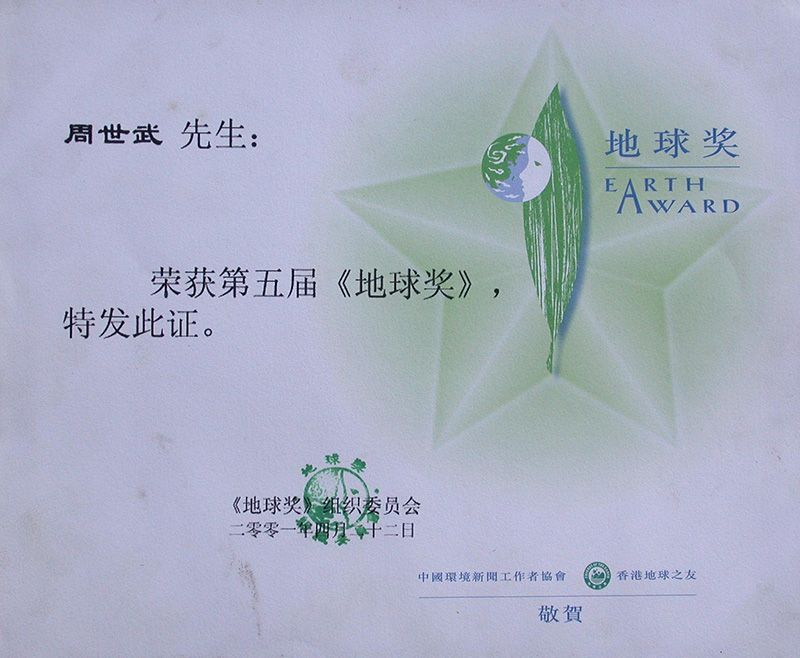 周世武 先生：
地球奖
EARTH
AWARD
荣获第五届《地球奖》，
特发此证。
地球奖
《地球奖》组织委员会
二零零一年四月二十二日
中國環境新聞工作者協會 香港地球之友
敬賀